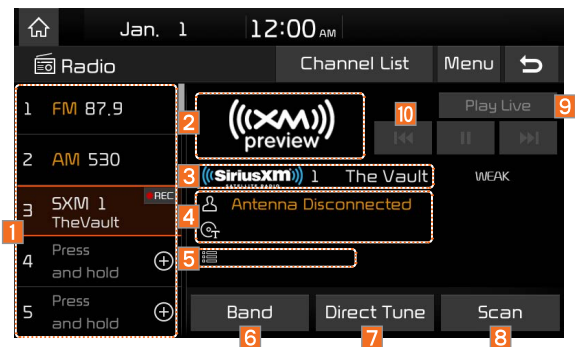 Jan. 1 12:00 AM
Radio Channel List Menu
1 FM 87.9
2 AM 530
3 SXM 1 REC
TheVault
4 Press
and hold
5 Press
and hold
1
2
((XM))
preview
10
Play Live 9
3 ((SiriusXM)) 1 The Vault WEAK
SATELLITE RADIO
4 Antenna Disconnected
5
Band Direct Tune Scan
6 7 8